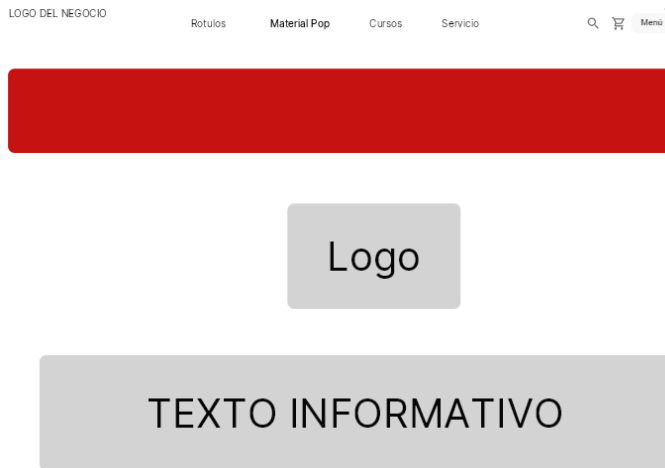 LOGO DEL NEGOCIO
Rotulos Material Pop Cursos Servicio Menú
Logo
TEXTO INFORMATIVO